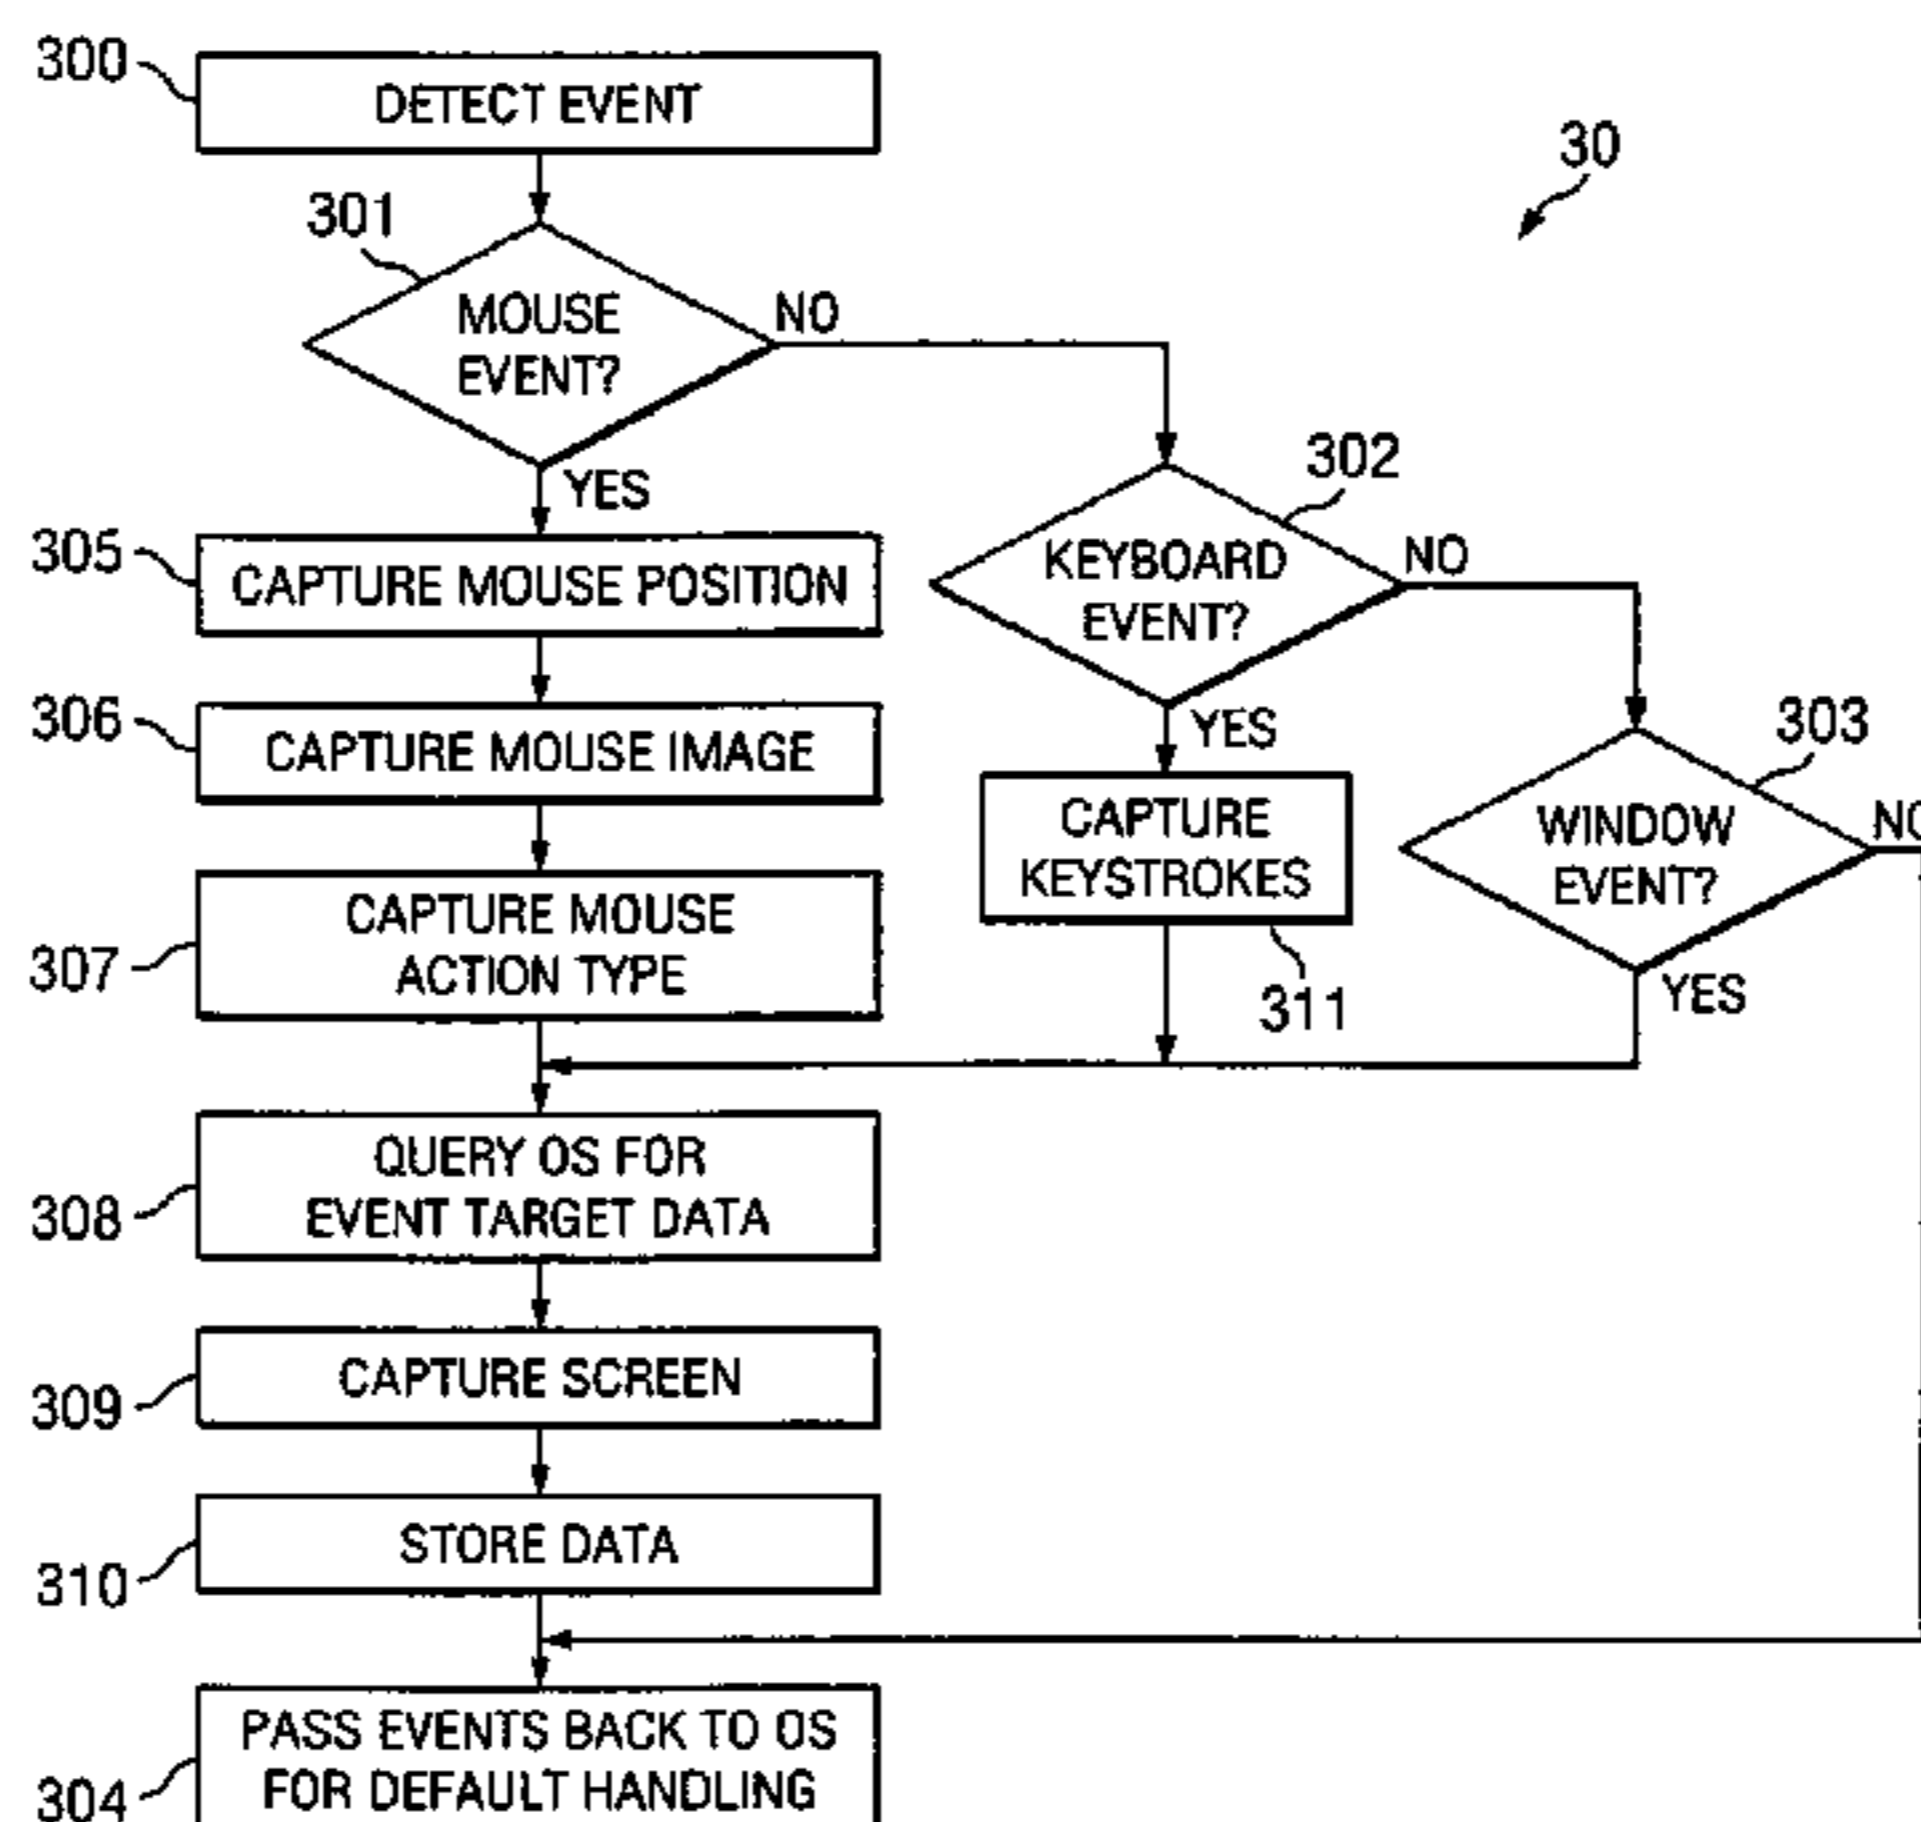 300
DETECT EVENT
30
301
MOUSE
EVENT?
NO
YES
302
KEYBOARD
EVENT?
NO
YES
305
CAPTURE MOUSE POSITION
306
CAPTURE MOUSE IMAGE
303
WINDOW
EVENT?
NO
YES
CAPTURE
KEYSTROKES
311
307
CAPTURE MOUSE
ACTION TYPE
308
QUERY OS FOR
EVENT TARGET DATA
309
CAPTURE SCREEN
310
STORE DATA
304
PASS EVENTS BACK TO OS
FOR DEFAULT HANDLING